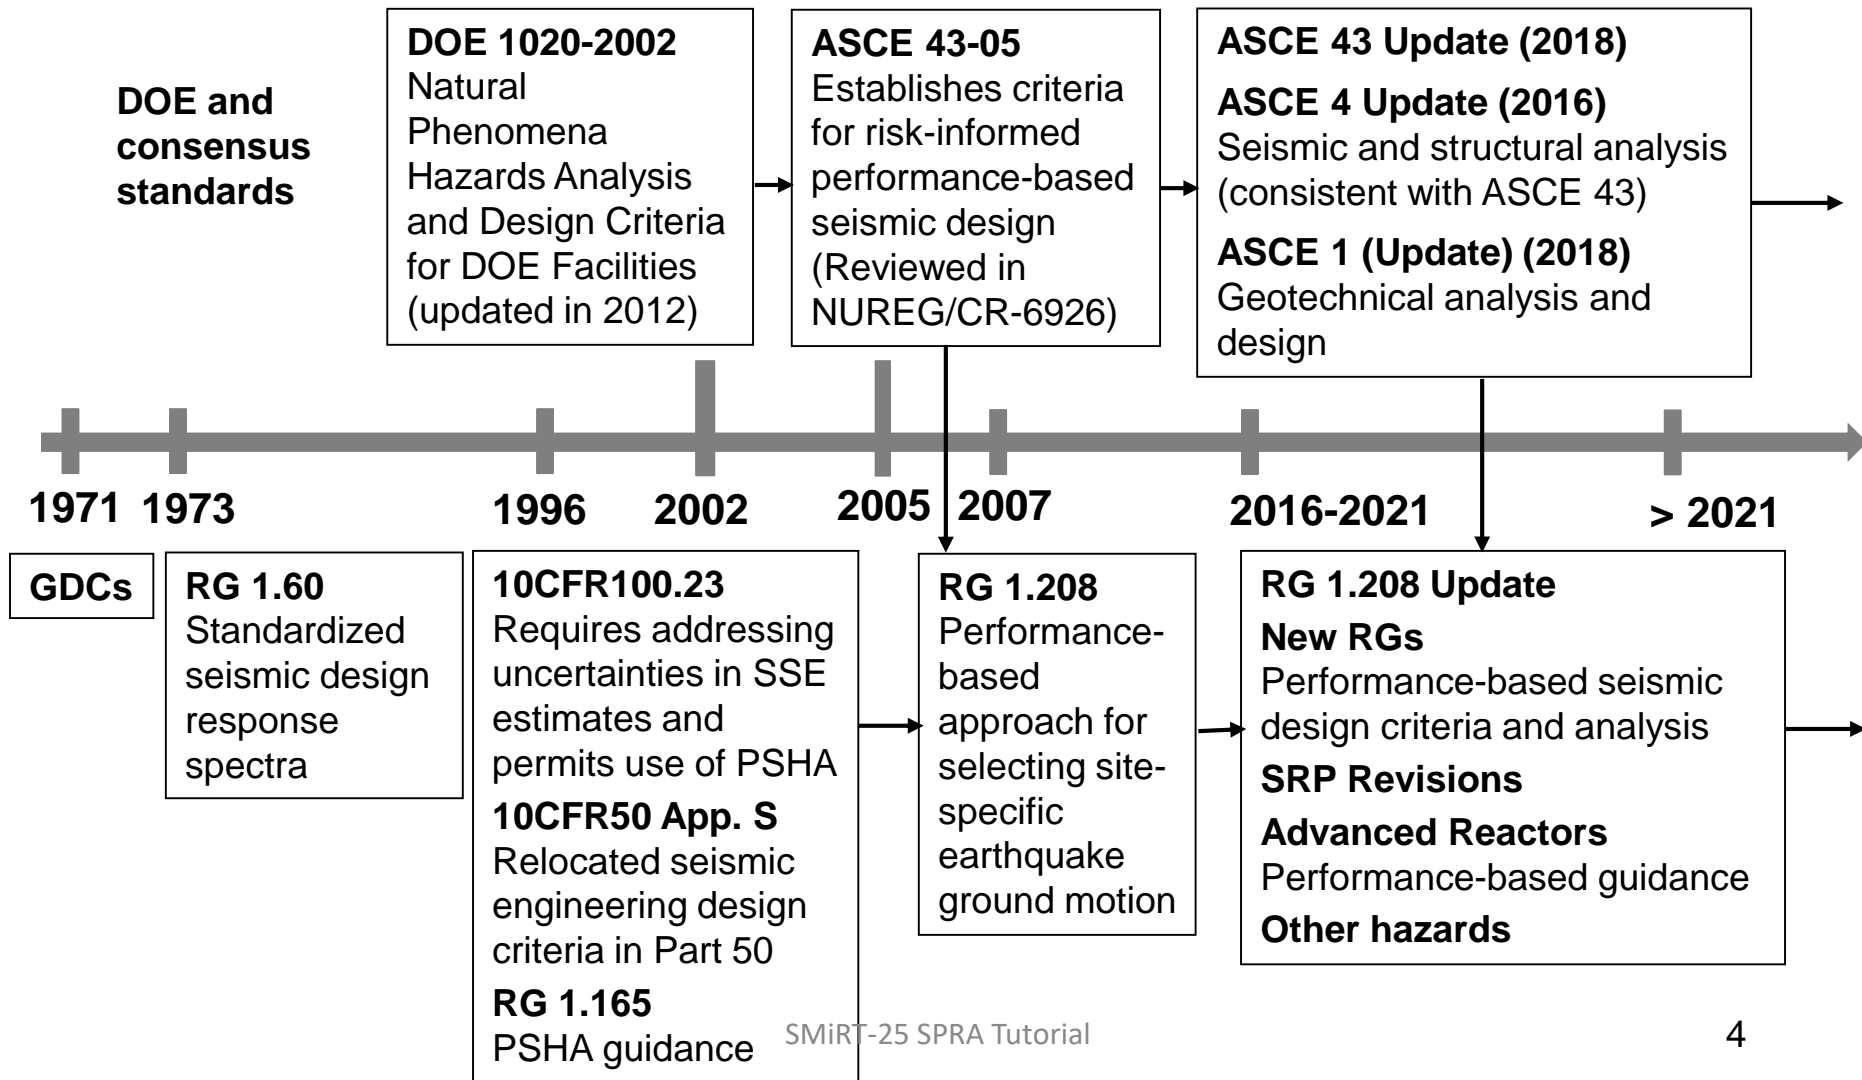 DOE and
consensus
standards
DOE 1020-2002
Natural
Phenomena
Hazards Analysis
and Design Criteria
for DOE Facilities
(updated in 2012)
ASCE 43-05
Establishes criteria
for risk-informed
performance-based
seismic design
(Reviewed in
NUREG/CR-6926)
ASCE 43 Update (2018)
ASCE 4 Update (2016)
Seismic and structural analysis
(consistent with ASCE 43)
ASCE 1 (Update) (2018)
Geotechnical analysis and
design
1971 1973 1996 2002 2005 2007 2016-2021 > 2021
GDCs
RG 1.60
Standardized
seismic design
response
spectra
10CFR100.23
Requires addressing
uncertainties in SSE
estimates and
permits use of PSHA
10CFR50 App. S
Relocated seismic
engineering design
criteria in Part 50
RG 1.165
PSHA guidance
RG 1.208
Performance-
based
approach for
selecting site-
specific
earthquake
ground motion
RG 1.208 Update
New RGs
Performance-based seismic
design criteria and analysis
SRP Revisions
Advanced Reactors
Performance-based guidance
Other hazards
SMiRT-25 SPRA Tutorial
4